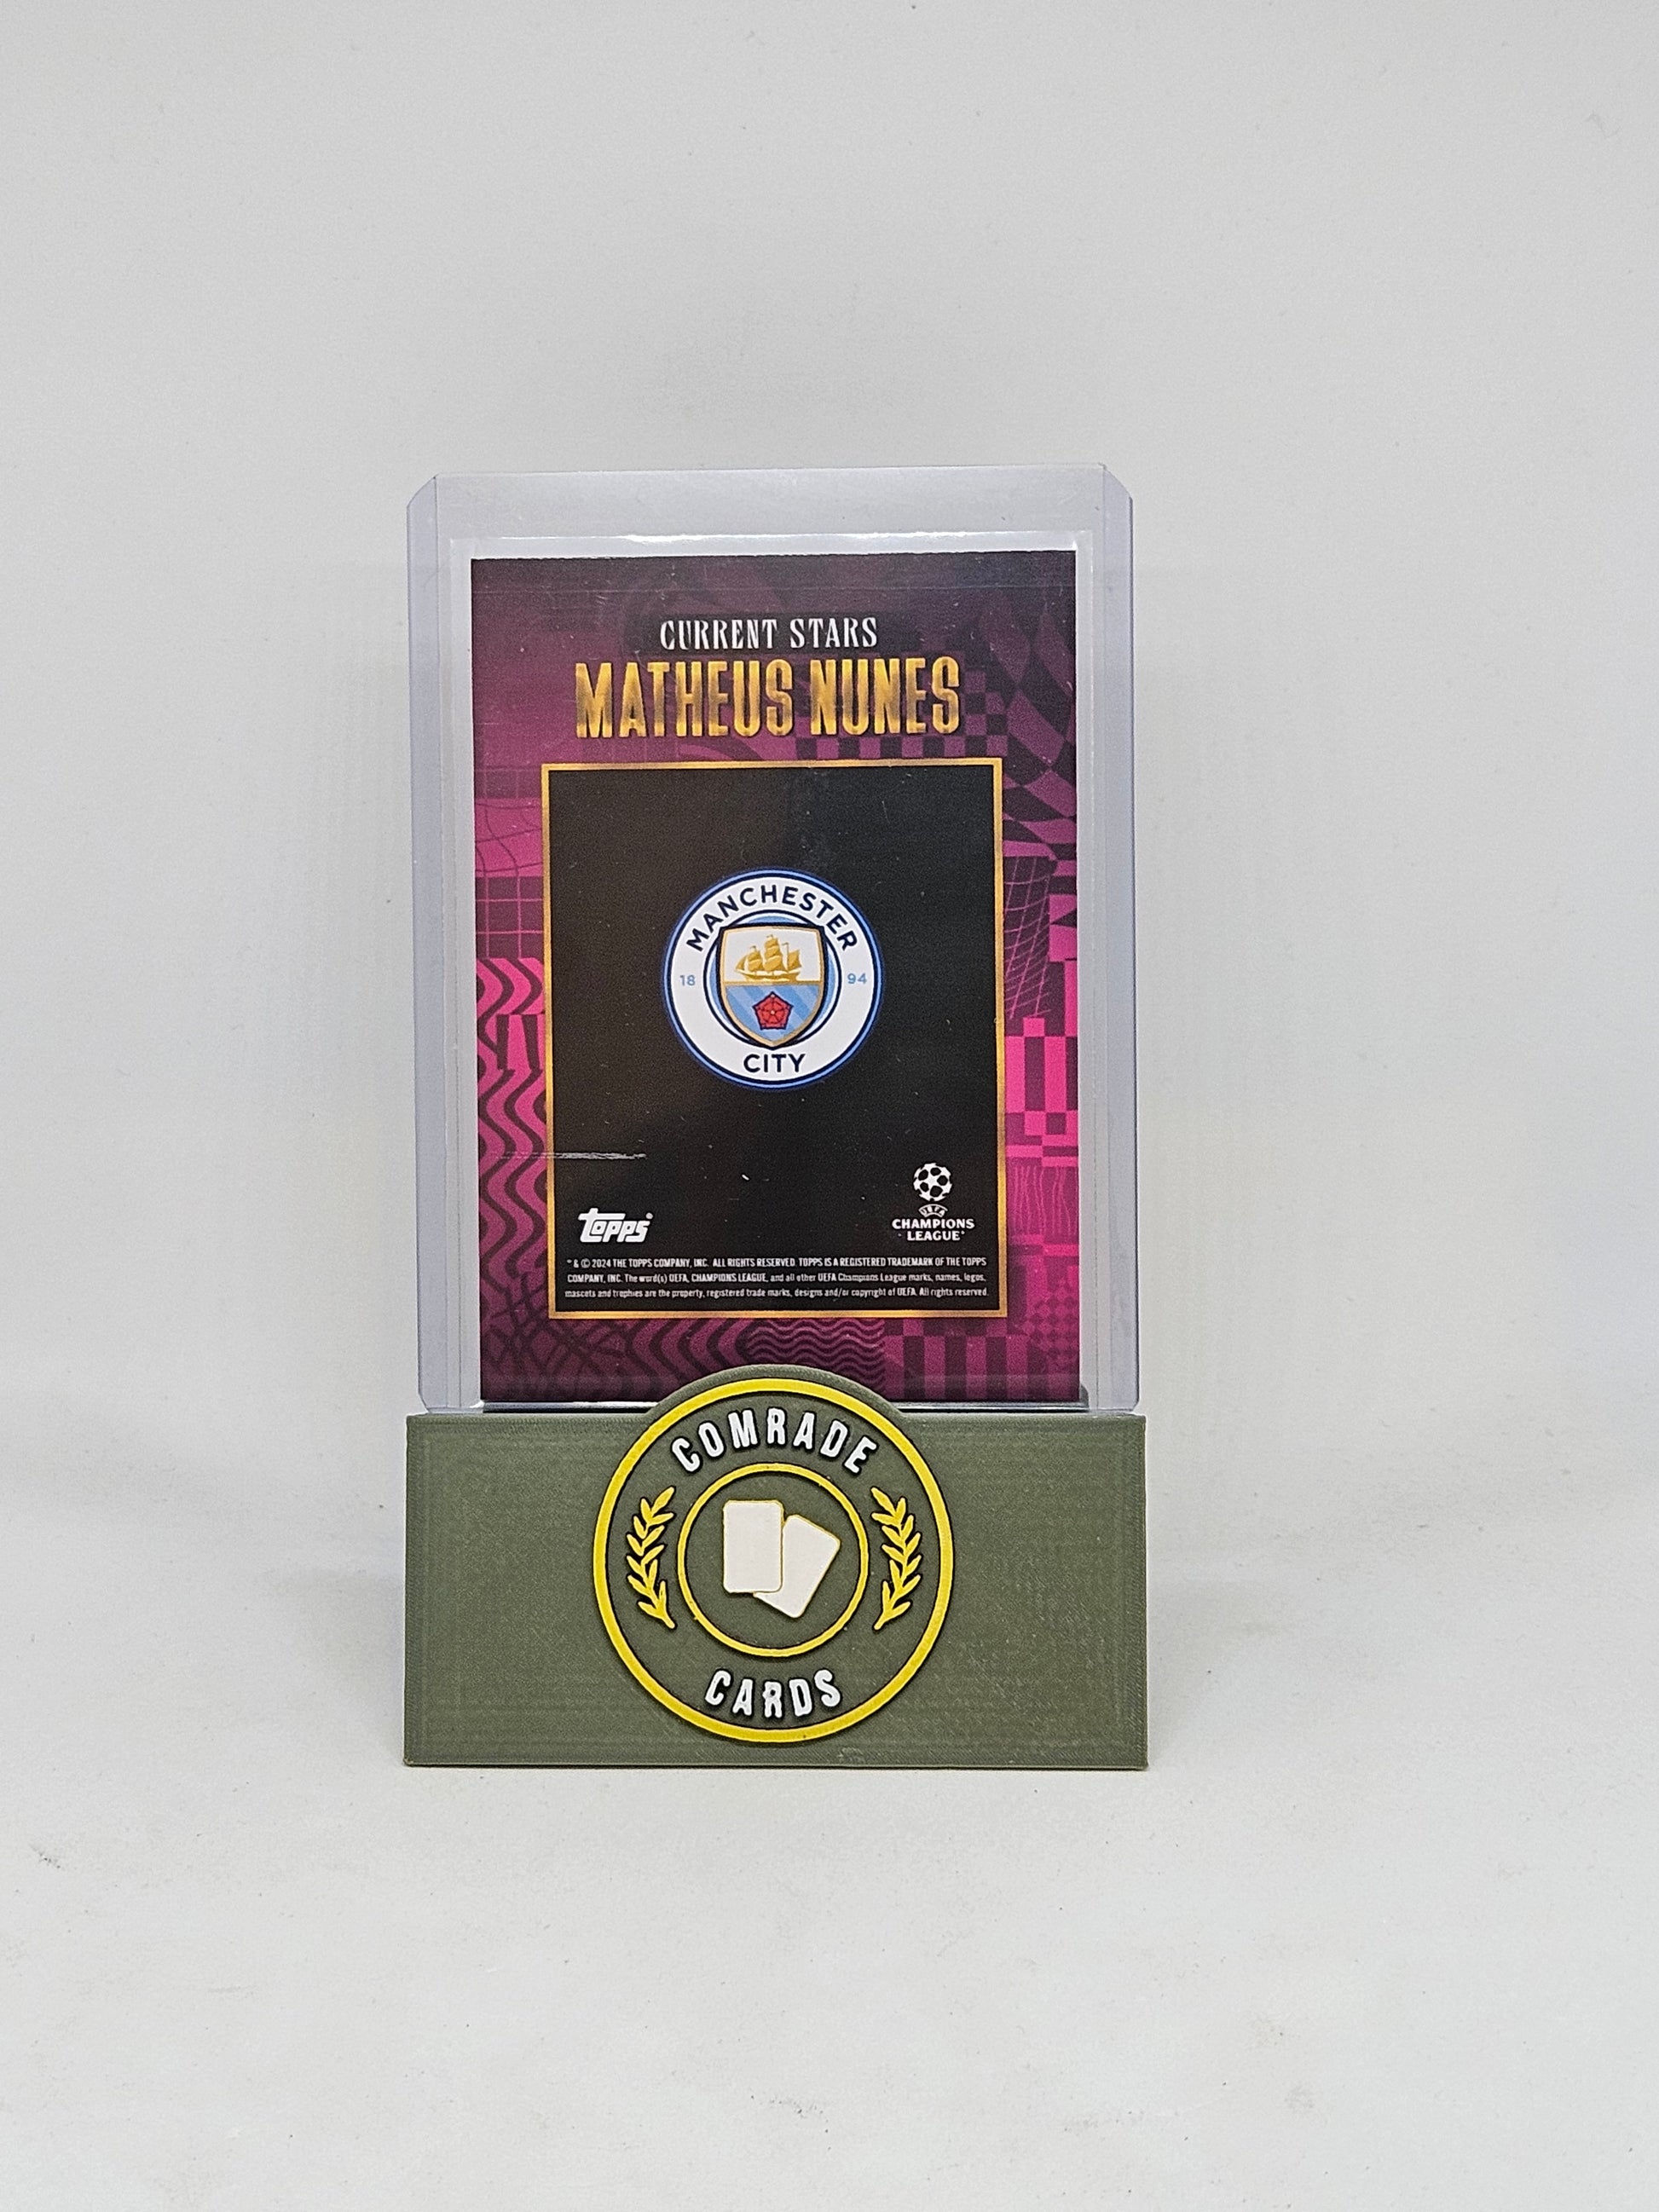 CURRENT STARS
MATHEUS NUNES
MANCHESTER
18 94
CITY
topps®
UEFA
CHAMPIONS
LEAGUE®
™ & © 2024 THE TOPPS COMPANY, INC. ALL RIGHTS RESERVED. TOPPS IS A REGISTERED TRADEMARK OF THE TOPPS
COMPANY, INC. The word(s) UEFA, CHAMPIONS LEAGUE, and all other UEFA Champions League marks, names, logos,
mascots and trophies are the property, registered trade marks, designs and/or copyright of UEFA. All rights reserved.
COMRADE
CARDS